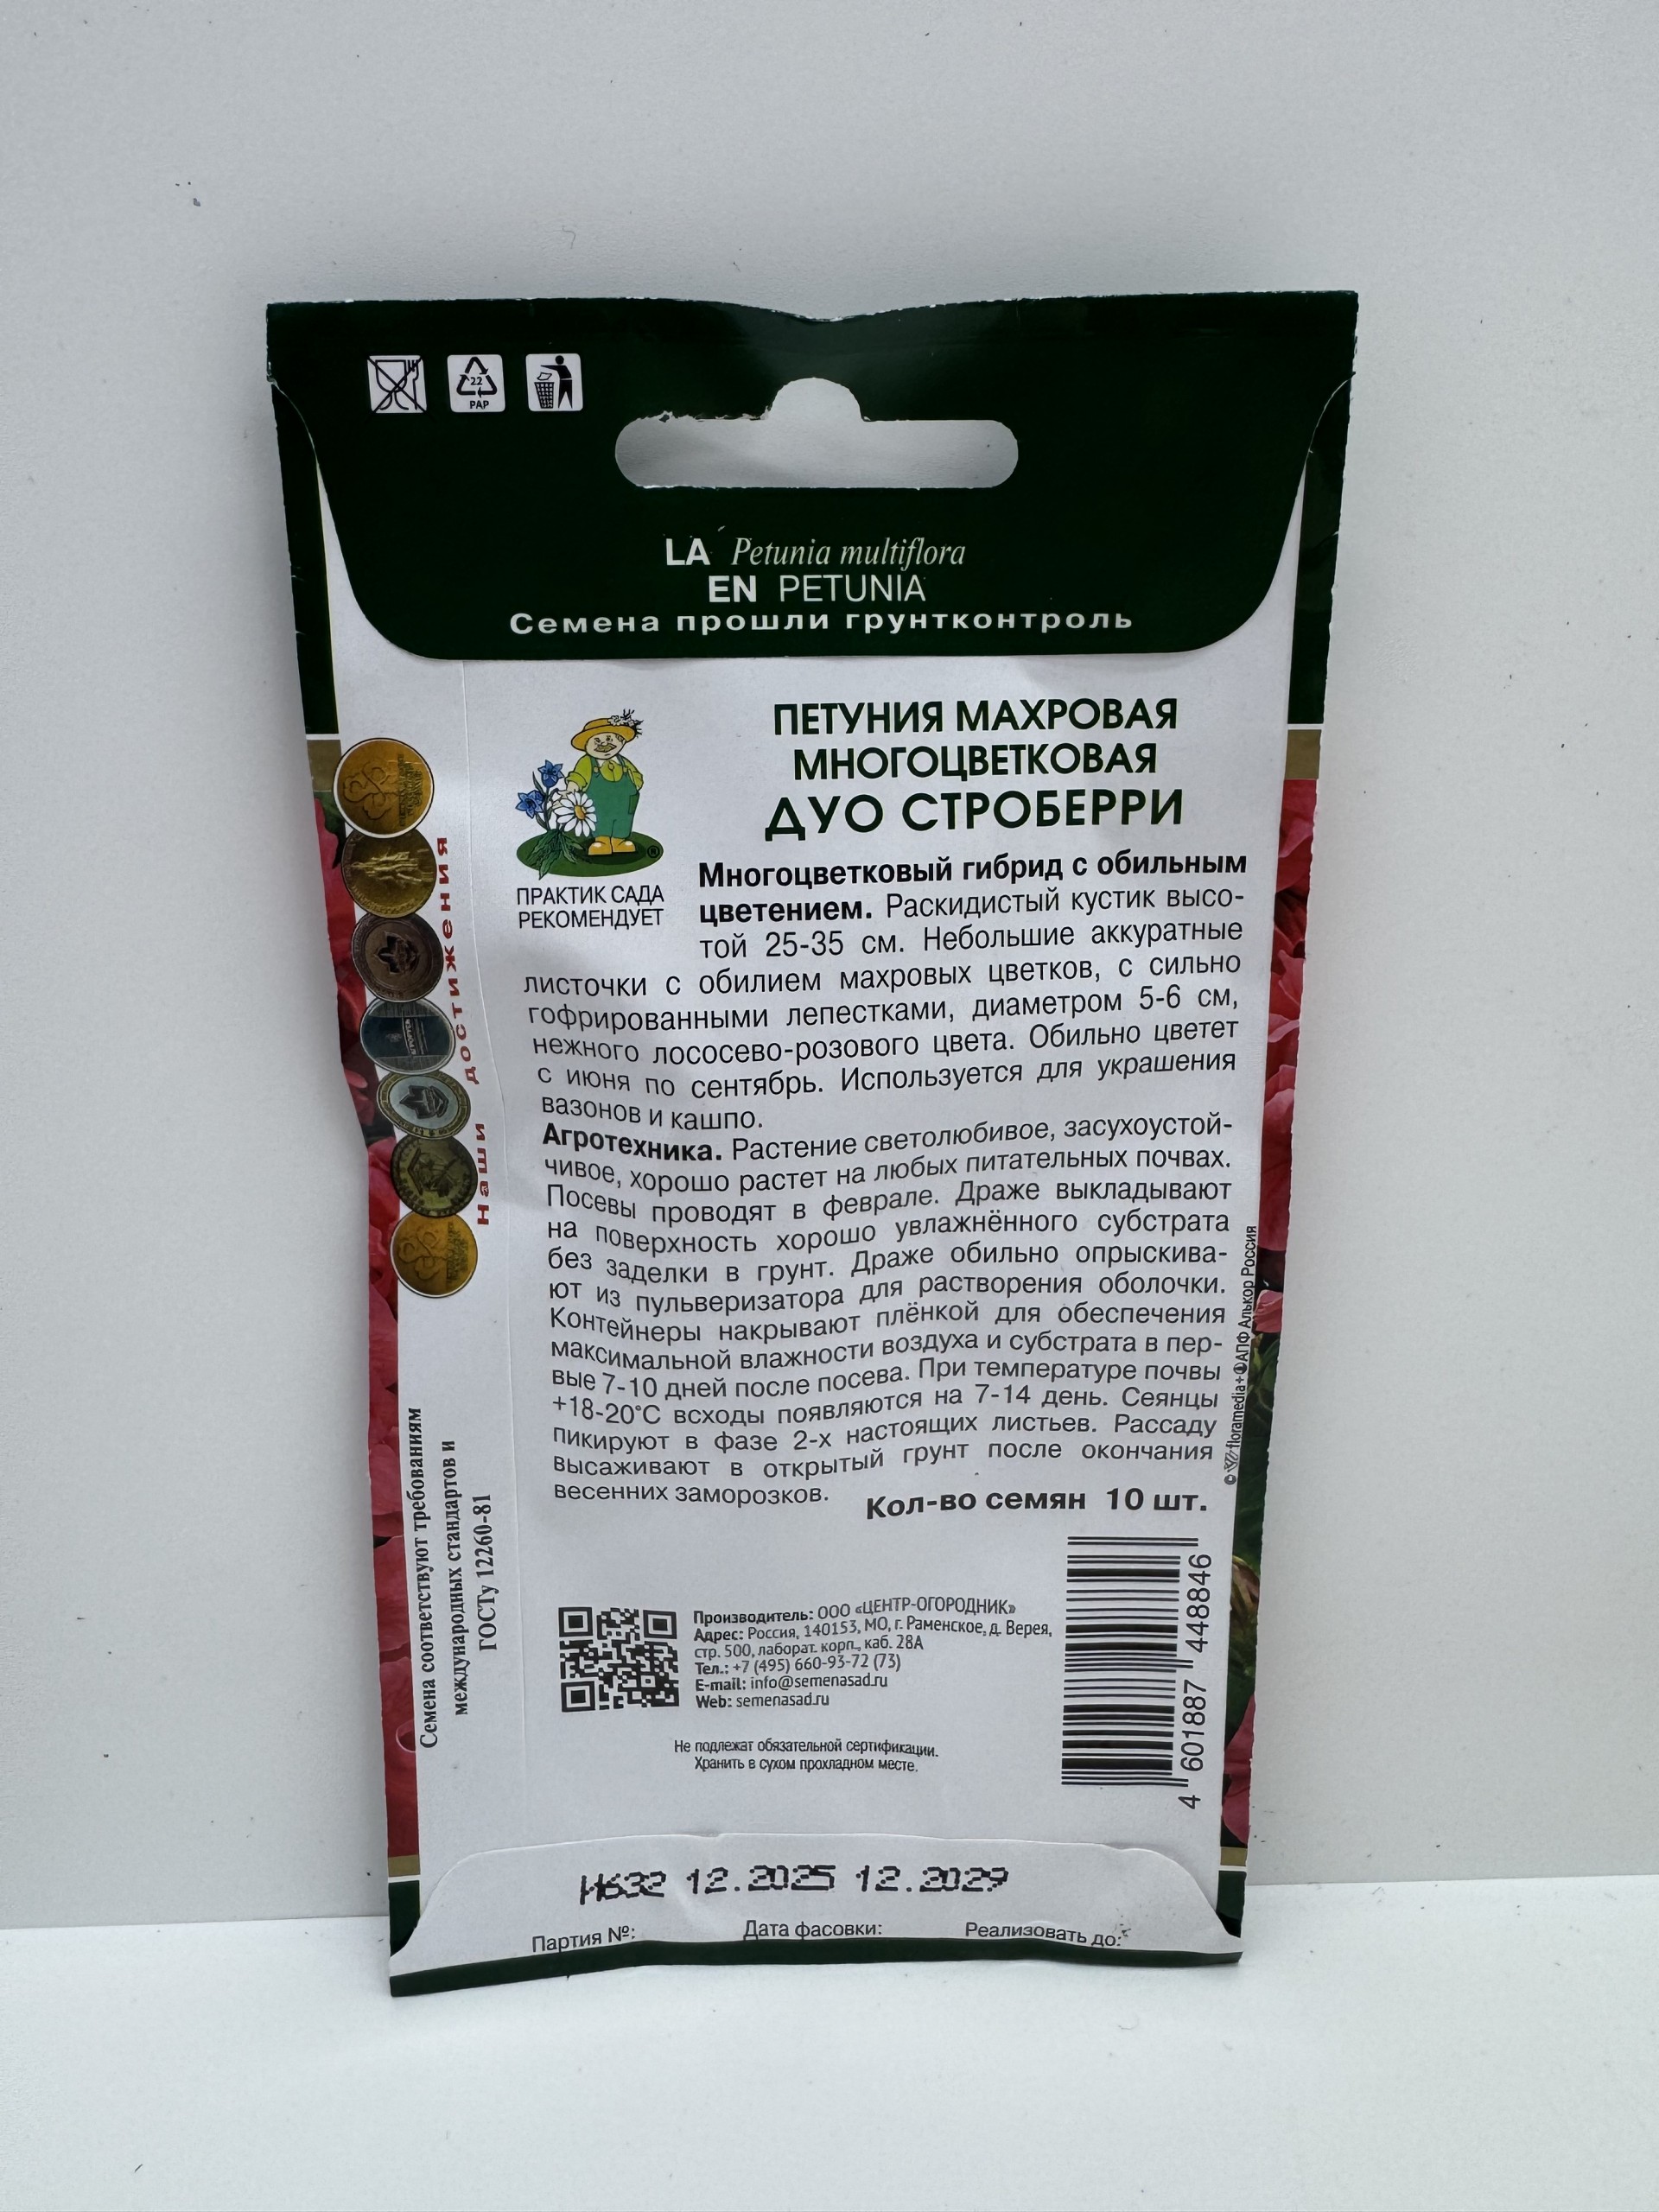 22
PAP
LA Petunia multiflora
EN PETUNIA
Семена прошли грунтконтроль
ПЕТУНИЯ МАХРОВАЯ
МНОГОЦВЕТКОВАЯ
ДУО СТРОБЕРРИ
ПРАКТИК САДА
РЕКОМЕНДУЕТ
Многоцветковый гибрид с обильным
цветением. Раскидистый кустик высо-
той 25-35 см. Небольшие аккуратные
листочки с обилием махровых цветков, с сильно
гофрированными лепестками, диаметром 5-6 см,
нежного лососево-розового цвета. Обильно цветет
с июня по сентябрь. Используется для украшения
вазонов и кашпо.
Агротехника. Растение светолюбивое, засухоустой-
чивое, хорошо растет на любых питательных почвах.
Посевы проводят в феврале. Драже выкладывают
на поверхность хорошо увлажнённого субстрата
без заделки в грунт. Драже обильно опрыскива-
ют из пульверизатора для растворения оболочки.
Контейнеры накрывают плёнкой для обеспечения
максимальной влажности воздуха и субстрата в пер-
вые 7-10 дней после посева. При температуре почвы
+18-20°С всходы появляются на 7-14 день. Сеянцы
пикируют в фазе 2-х настоящих листьев. Рассаду
высаживают в открытый грунт после окончания
весенних заморозков.
Кол-во семян 10 шт.
Наши достижения
Семена соответствуют требованиям
международных стандартов и
ГОСТу 12260-81
© floramedia+ АПФ Алькор Россия
Производитель: ООО «ЦЕНТР-ОГОРОДНИК»
Адрес: Россия, 140153, МО, г. Раменское, д. Верея,
стр. 500, лаборат. корп., каб. 28А
Тел.: +7 (495) 660-93-72 (73)
E-mail: info@semenasad.ru
Web: semenasad.ru
Не подлежат обязательной сертификации.
Хранить в сухом прохладном месте.
4 601887 448846
И632 12.2025 12.2029
Партия №: Дата фасовки: Реализовать до: